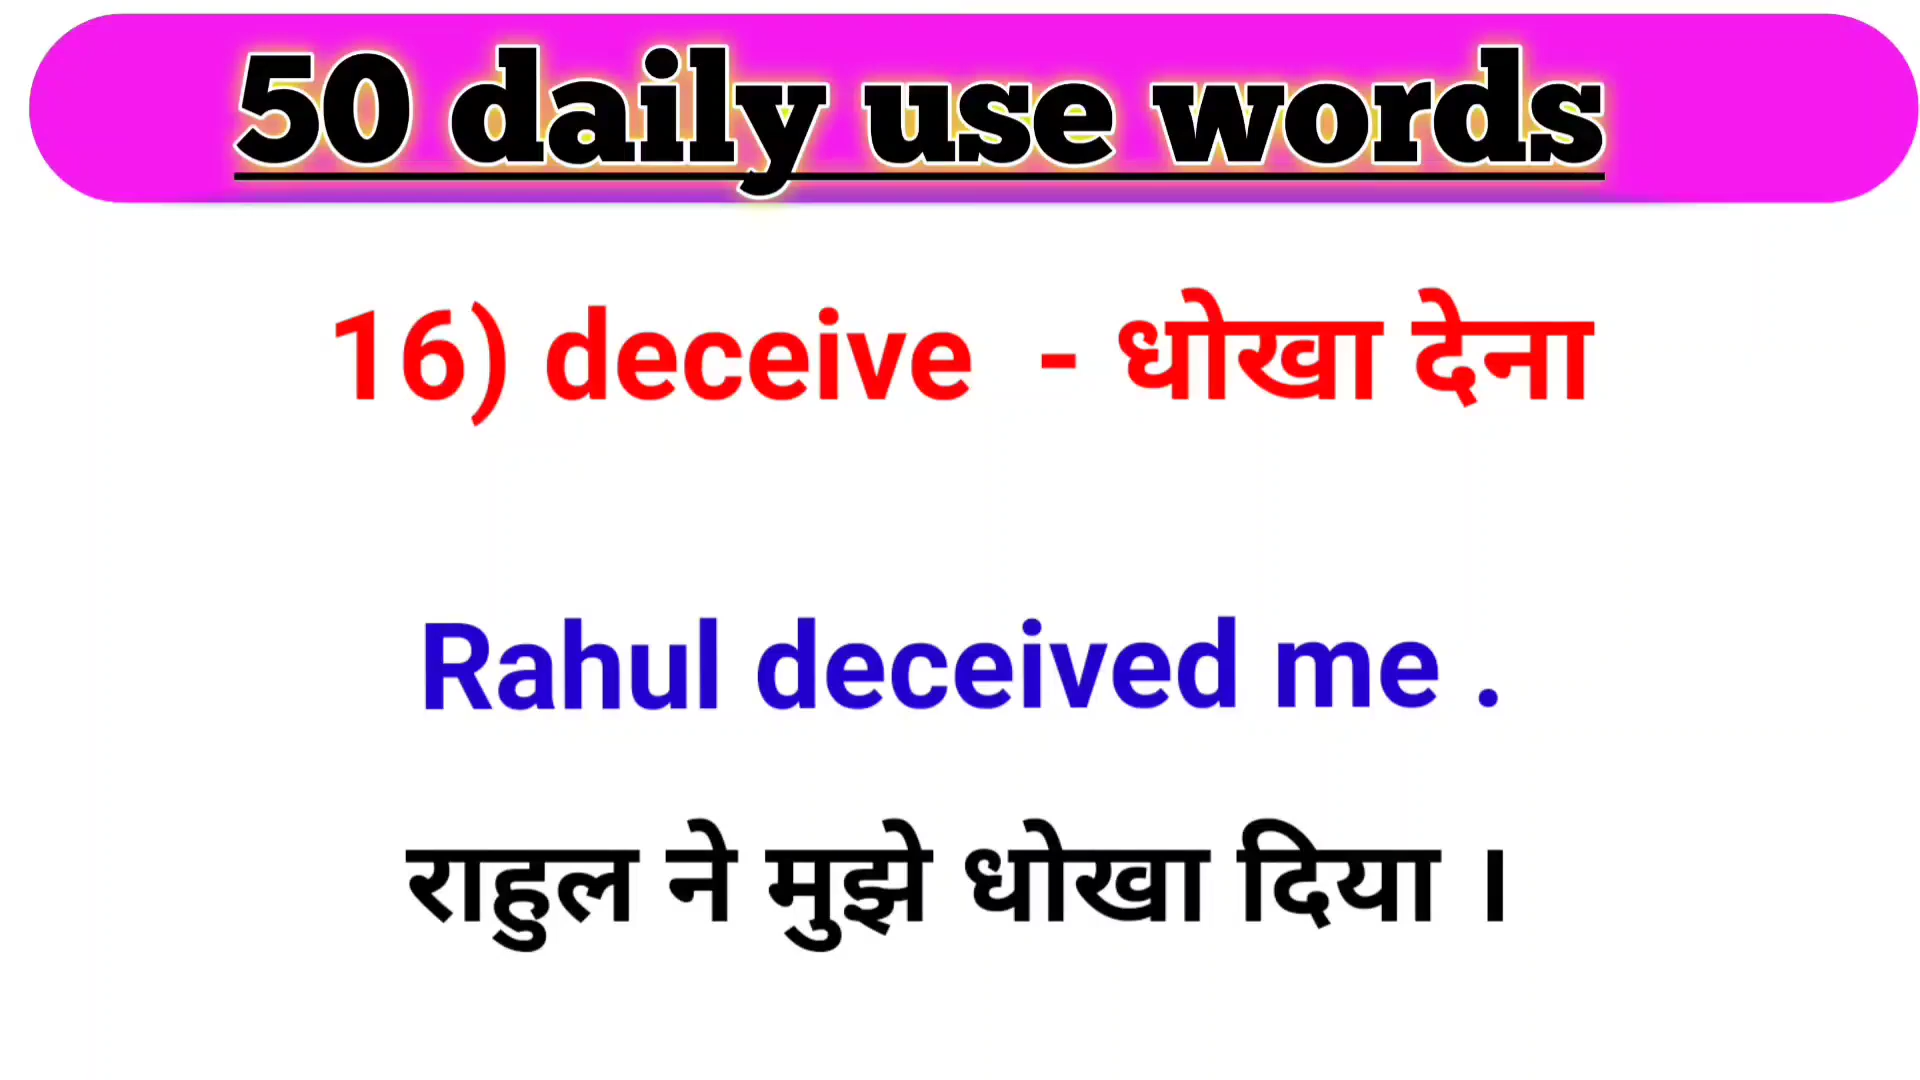 50 daily use words
16) deceive - धोखा देना
Rahul deceived me .
राहुल ने मुझे धोखा दिया ।